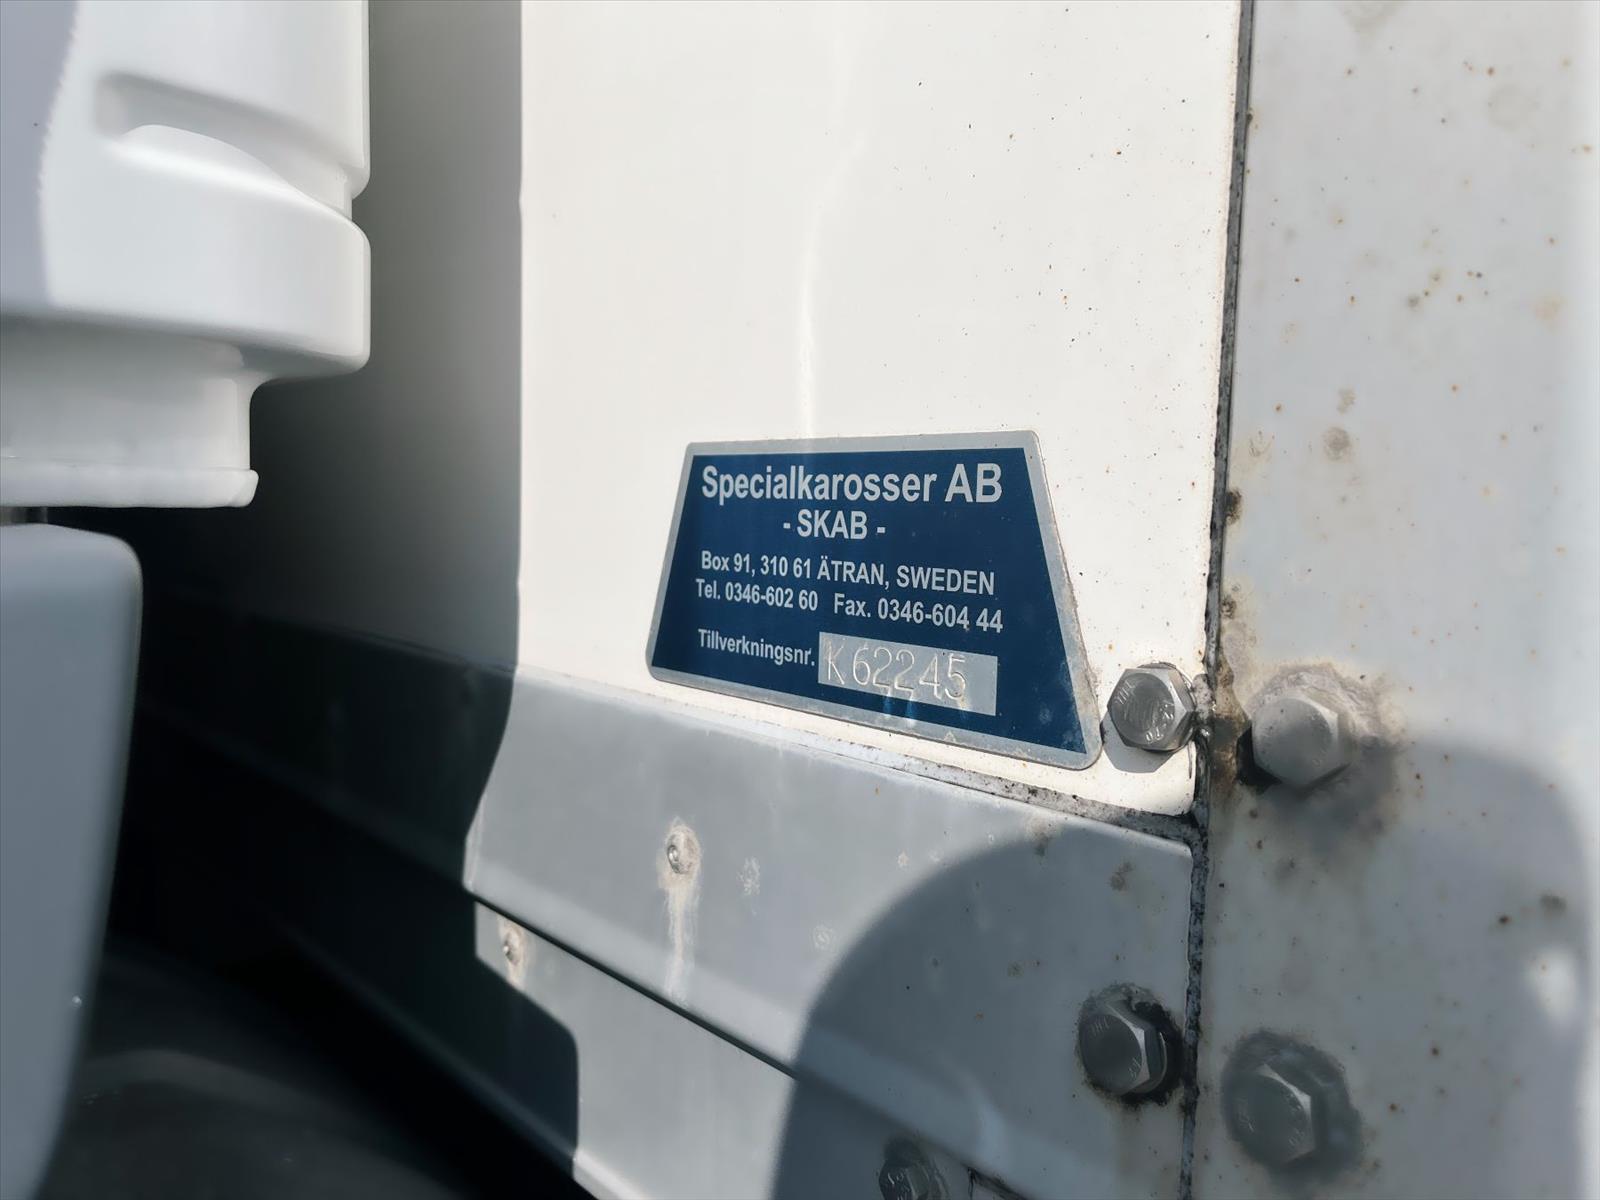 Specialkarosser AB
- SKAB -
Box 91, 310 61 ÄTRAN, SWEDEN
Tel. 0346-602 60 Fax. 0346-604 44
Tillverkningsnr. K62245